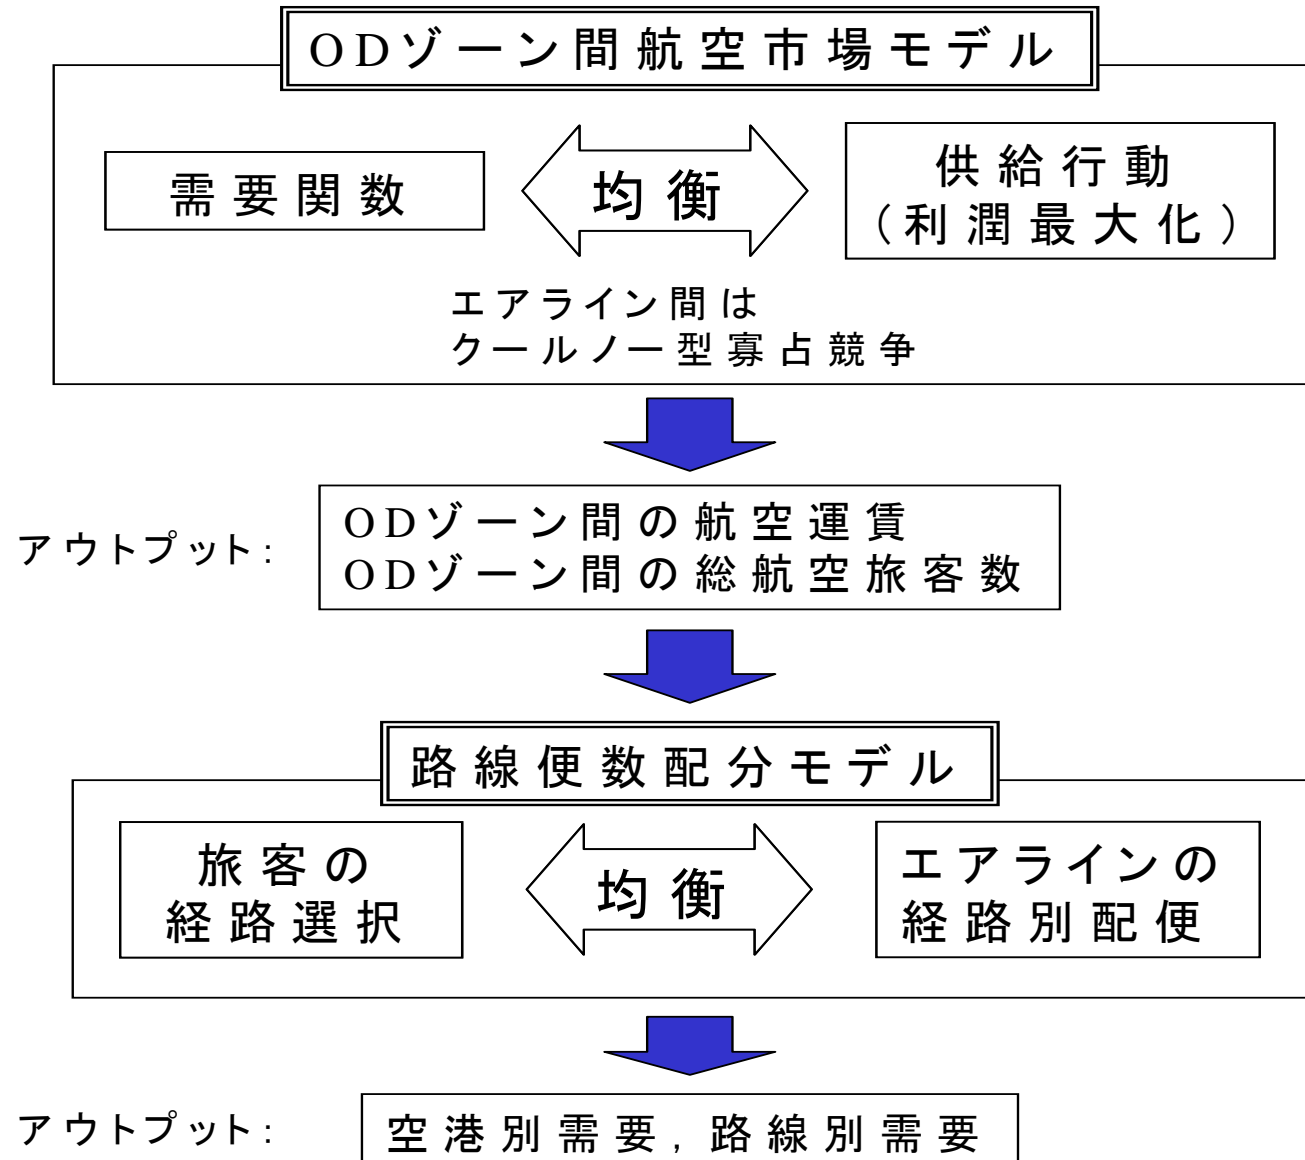 ODゾーン間航空市場モデル
需要関数
均衡
供給行動
(利潤最大化)
エアライン間は
クールノー型寡占競争
アウトプット:
ODゾーン間の航空運賃
ODゾーン間の総航空旅客数
路線便数配分モデル
旅客の
経路選択
均衡
エアラインの
経路別配便
アウトプット:
空港別需要,路線別需要